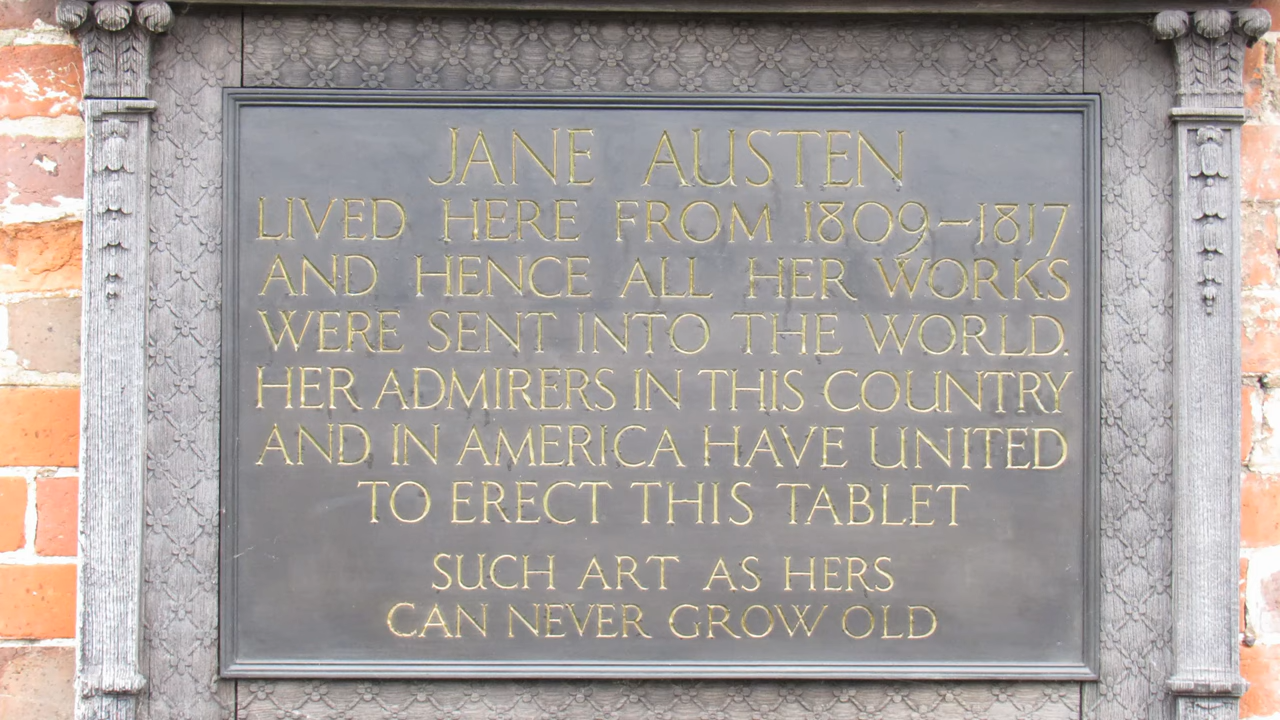 JANE AUSTEN
LIVED HERE FROM 1809–1817
AND HENCE ALL HER WORKS
WERE SENT INTO THE WORLD.
HER ADMIRERS IN THIS COUNTRY
AND IN AMERICA HAVE UNITED
TO ERECT THIS TABLET
SUCH ART AS HERS
CAN NEVER GROW OLD